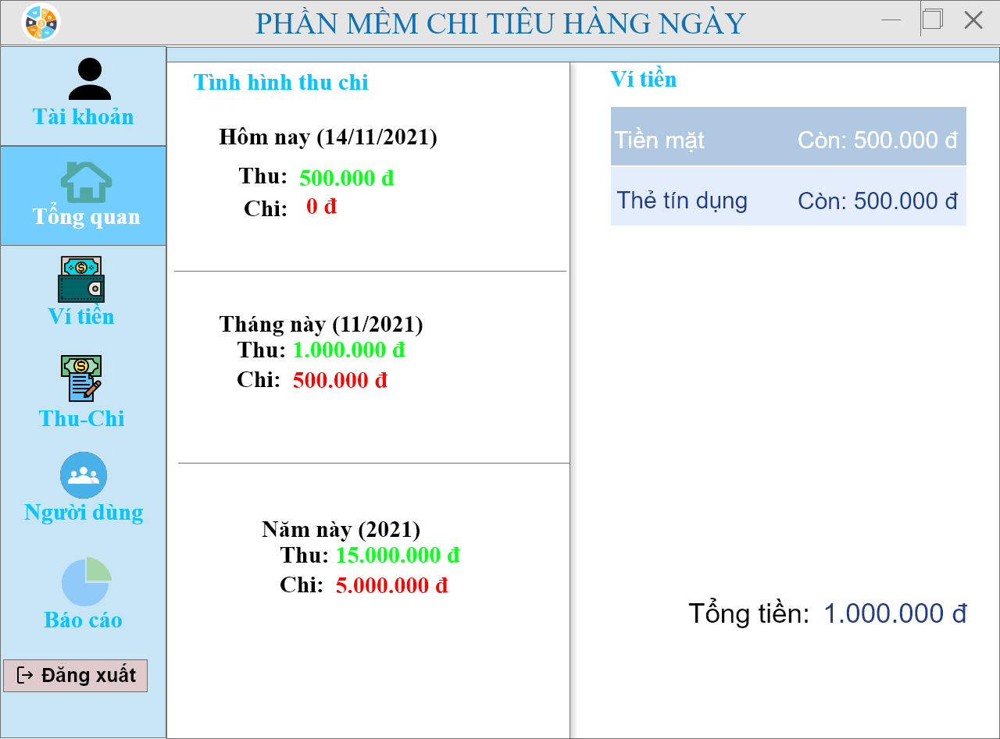 PHẦN MỀM CHI TIÊU HÀNG NGÀY
Tài khoản
Tổng quan
Ví tiền
Thu-Chi
Người dùng
Báo cáo
Đăng xuất
Tình hình thu chi
Hôm nay (14/11/2021)
Thu: 500.000 đ
Chi: 0 đ
Tháng này (11/2021)
Thu: 1.000.000 đ
Chi: 500.000 đ
Năm này (2021)
Thu: 15.000.000 đ
Chi: 5.000.000 đ
Ví tiền
Tiền mặt Còn: 500.000 đ
Thẻ tín dụng Còn: 500.000 đ
Tổng tiền: 1.000.000 đ